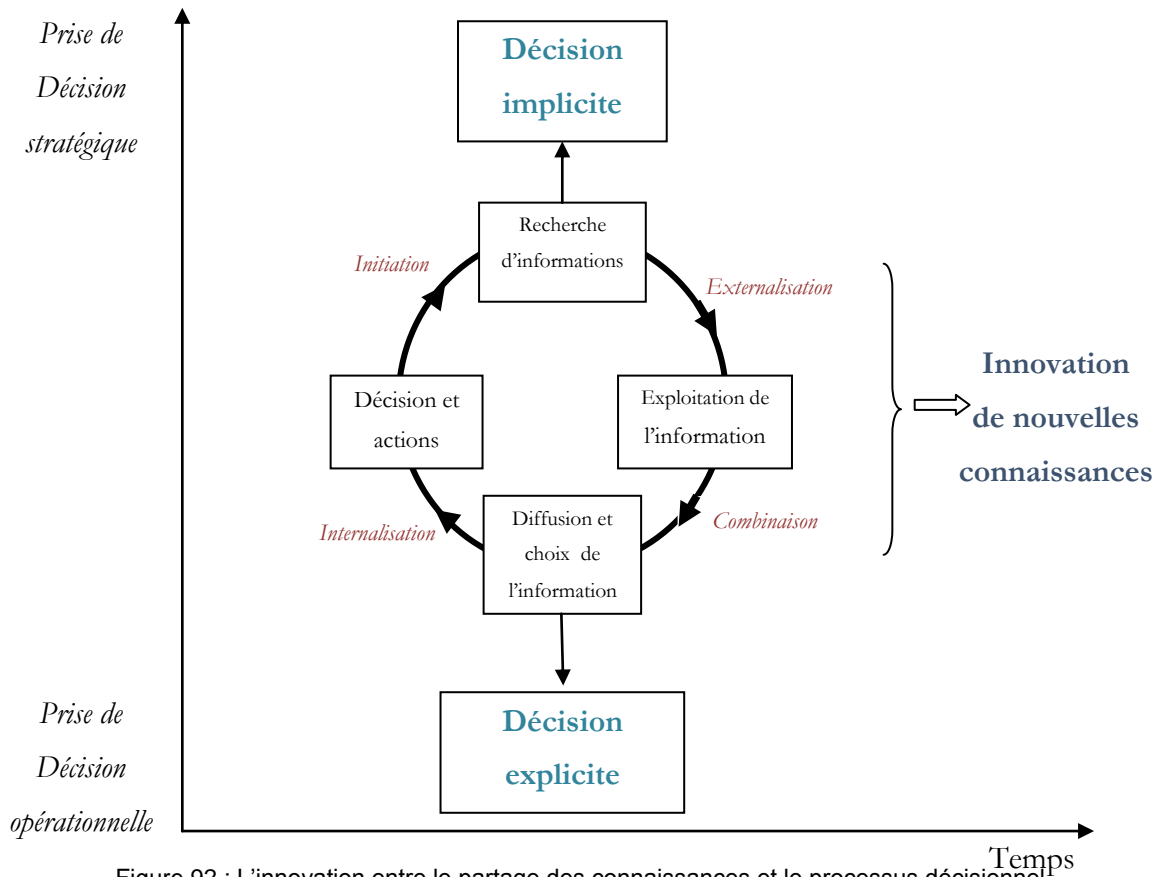 Prise de
Décision
stratégique
Décision
implicite
Recherche
d'informations
Initiation
Externalisation
Décision et
actions
Exploitation de
l'information
Innovation
de nouvelles
connaissances
Internalisation
Diffusion et
choix de
l'information
Combinaison
Prise de
Décision
opérationnelle
Décision
explicite
Temps
Figure 92 : L'innovation entre le partage des connaissances et le processus décisionnel